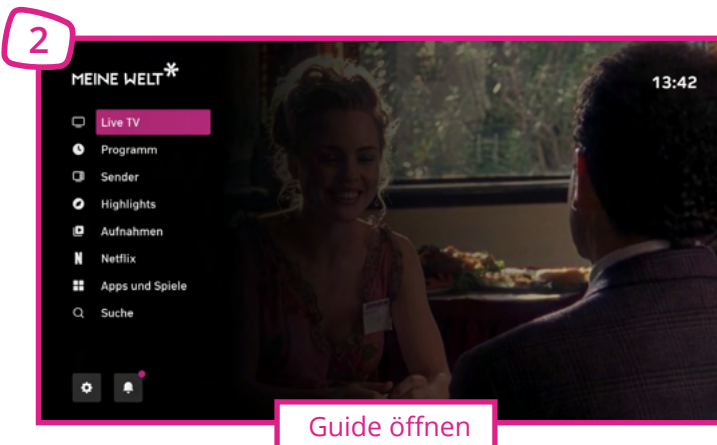 2
MEINE WELT*
13:42
Live TV
Programm
Sender
Highlights
Aufnahmen
N Netflix
Apps und Spiele
Suche
Guide öffnen